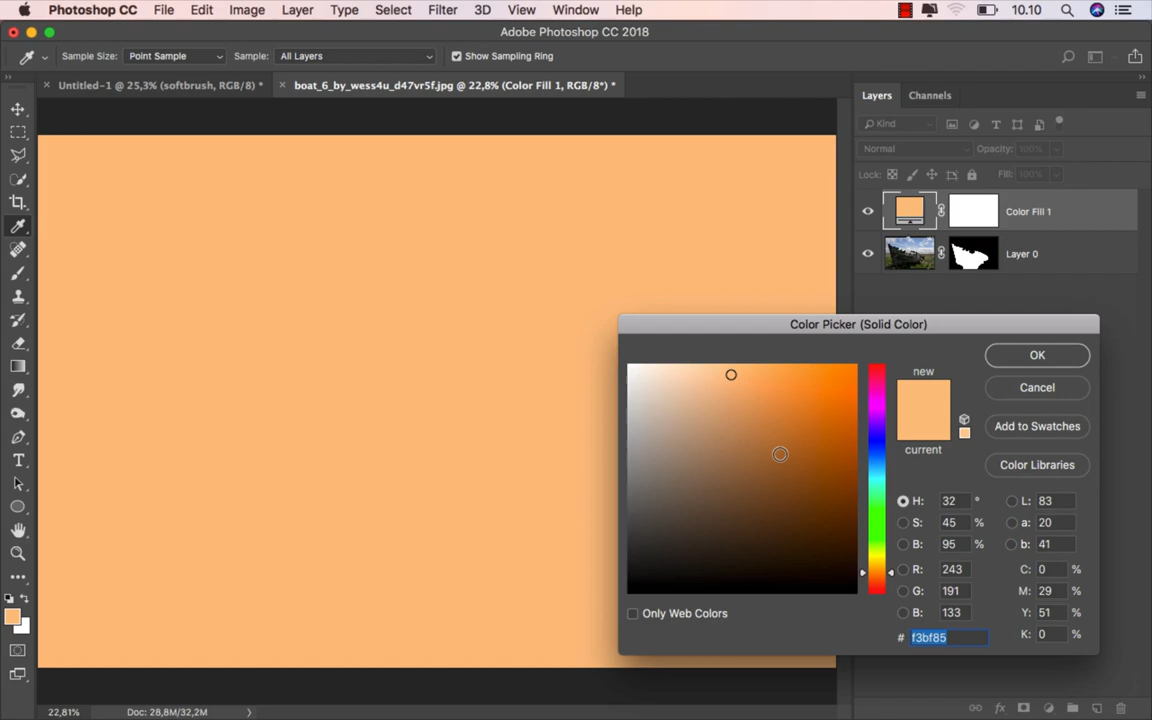 Photoshop CC File Edit Image Layer Type Select Filter 3D View Window Help 10.10
Adobe Photoshop CC 2018
Sample Size: Point Sample Sample: All Layers Show Sampling Ring
Untitled-1 @ 25,3% (softbrush, RGB/8) * boat_6_by_wess4u_d47vr5f.jpg @ 22,8% (Color Fill 1, RGB/8*) *
Layers Channels
Kind
Normal Opacity: 100%
Lock: Fill: 100%
Color Fill 1
Layer 0
Color Picker (Solid Color)
new
current
OK
Cancel
Add to Swatches
Color Libraries
H: 32 ° L: 83
S: 45 % a: 20
B: 95 % b: 41
R: 243 C: 0 %
G: 191 M: 29 %
B: 133 Y: 51 %
# f3bf85 K: 0 %
Only Web Colors
22,81% Doc: 28,8M/32,2M